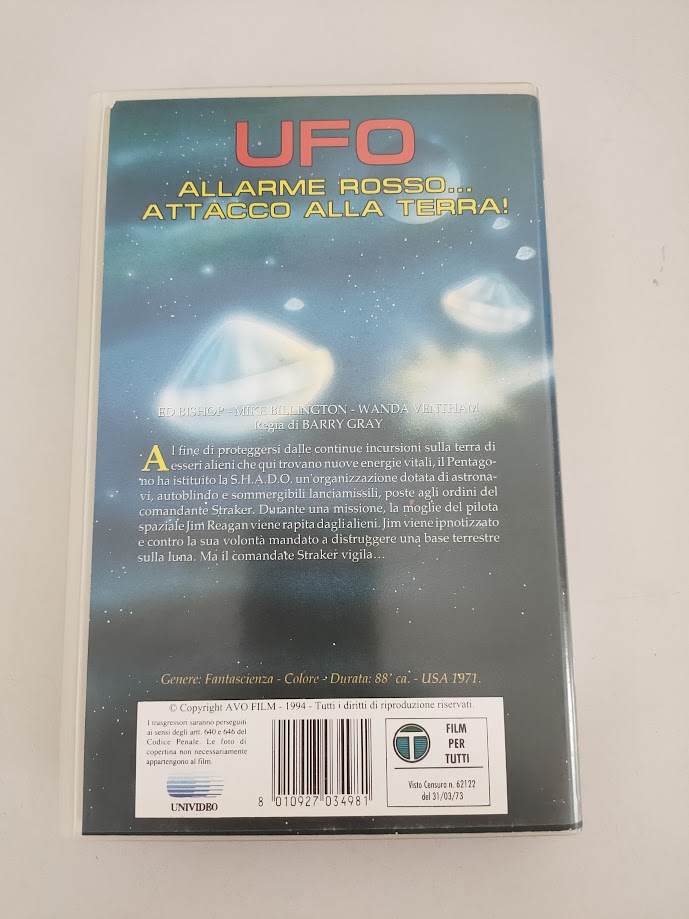 UFO
ALLARME ROSSO...
ATTACCO ALLA TERRA!
ED BISHOP - MIKE BILLINGTON - WANDA VENTHAM
Regia di BARRY GRAY
Al fine di proteggersi dalle continue incursioni sulla terra di
esseri alieni che qui trovano nuove energie vitali, il Pentago-
no ha istituito la S.H.A.D.O. un'organizzazione dotata di astrona-
vi, autoblindo e sommergibili lanciamissili, poste agli ordini del
comandante Straker. Durante una missione, la moglie del pilota
spaziale Jim Reagan viene rapita dagli alieni. Jim viene ipnotizzato
e contro la sua volontà mandato a distruggere una base terrestre
sulla luna. Ma il comandate Straker vigila...
Genere: Fantascienza - Colore - Durata: 88' ca. - USA 1971.
© Copyright AVO FILM - 1994 - Tutti i diritti di riproduzione riservati.
I trasgressori saranno perseguiti
ai sensi degli artt. 640 e 646 del
Codice Penale. Le foto di
copertina non necessariamente
appartengono al film.
UNIVIDEO
8 010927 034981
T
FILM
PER
TUTTI
Visto Censura n. 62122
del 31/03/73